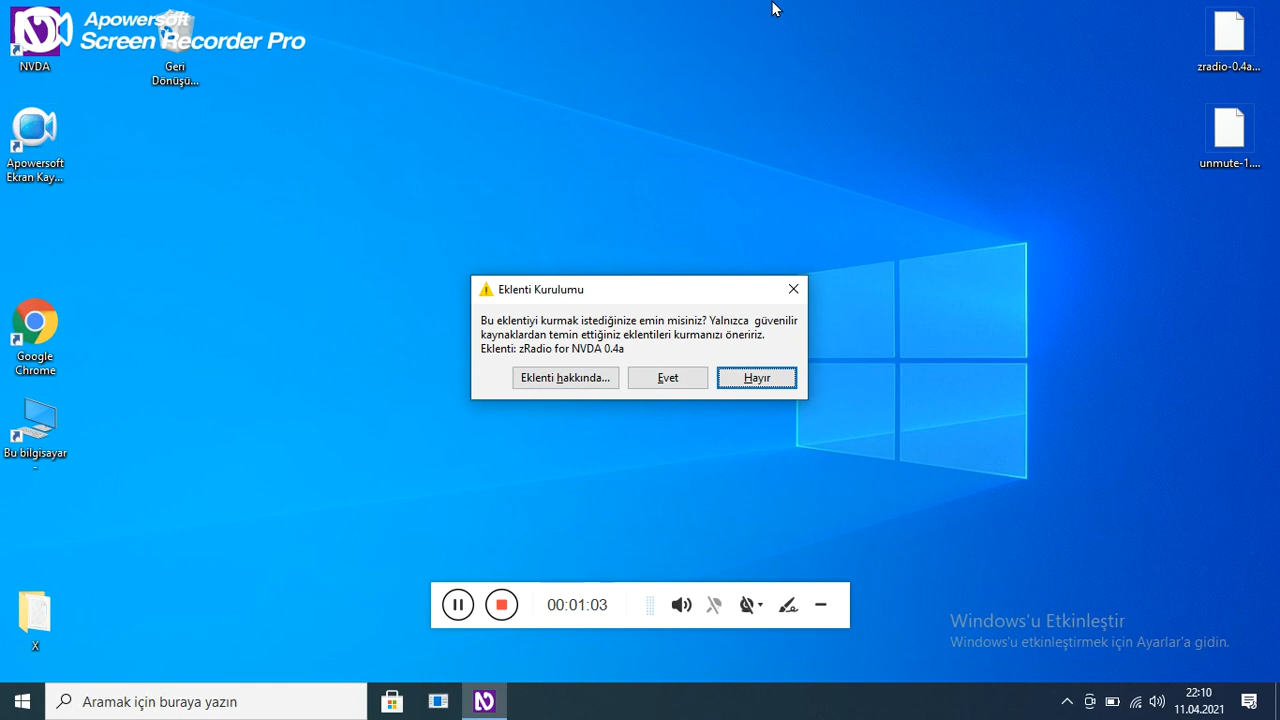 Apowersoft
Screen Recorder Pro
NVDA
Geri
Dönüşü...
Apowersoft
Ekran Kay...
Google
Chrome
Bu bilgisayar
-
X
zradio-0.4a...
unmute-1....
Eklenti Kurulumu
Bu eklentiyi kurmak istediğinize emin misiniz? Yalnızca güvenilir
kaynaklardan temin ettiğiniz eklentileri kurmanızı öneririz.
Eklenti: zRadio for NVDA 0.4a
Eklenti hakkında...
Evet
Hayır
00:01:03
Windows'u Etkinleştir
Windows'u etkinleştirmek için Ayarlar'a gidin.
Aramak için buraya yazın
22:10
11.04.2021